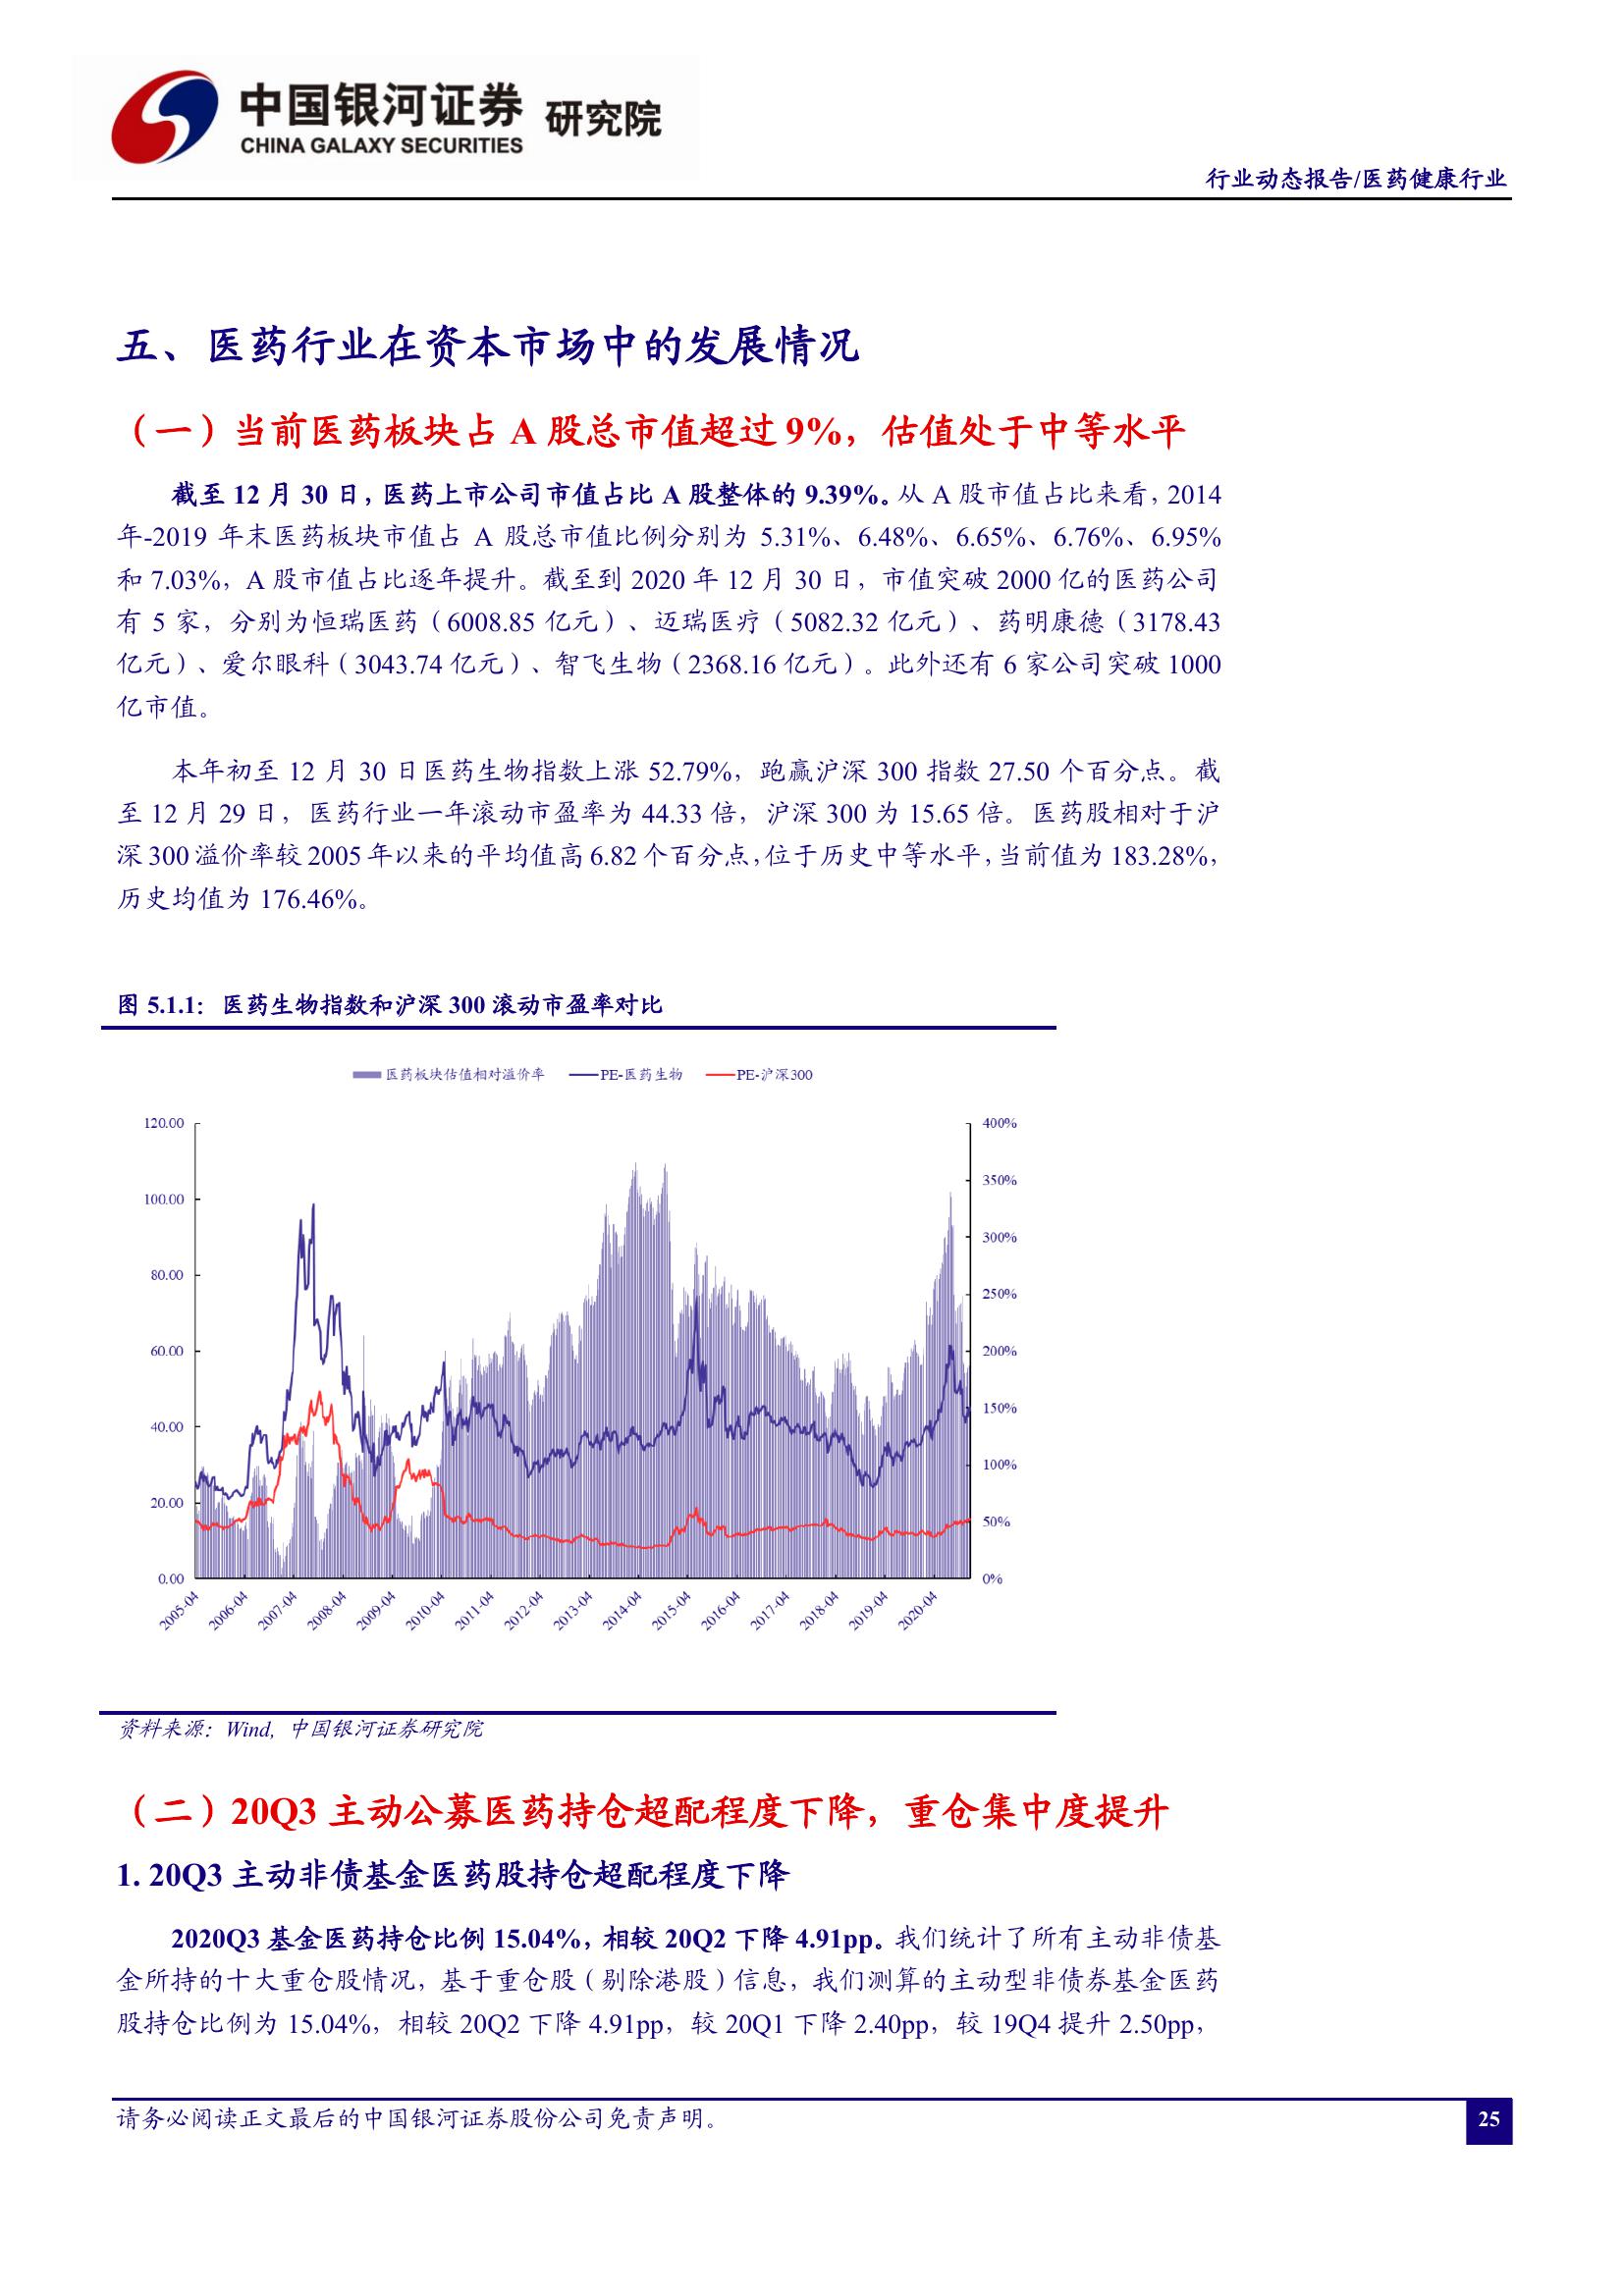 中国银河证券 研究院
CHINA GALAXY SECURITIES
行业动态报告/医药健康行业
五、医药行业在资本市场中的发展情况
（一）当前医药板块占 A 股总市值超过 9%，估值处于中等水平
截至 12 月 30 日，医药上市公司市值占比 A 股整体的 9.39%。从 A 股市值占比来看，2014
年-2019 年末医药板块市值占 A 股总市值比例分别为 5.31%、6.48%、6.65%、6.76%、6.95%
和 7.03%，A 股市值占比逐年提升。截至到 2020 年 12 月 30 日，市值突破 2000 亿的医药公司
有 5 家，分别为恒瑞医药（6008.85 亿元）、迈瑞医疗（5082.32 亿元）、药明康德（3178.43
亿元）、爱尔眼科（3043.74 亿元）、智飞生物（2368.16 亿元）。此外还有 6 家公司突破 1000
亿市值。
本年初至 12 月 30 日医药生物指数上涨 52.79%，跑赢沪深 300 指数 27.50 个百分点。截
至 12 月 29 日，医药行业一年滚动市盈率为 44.33 倍，沪深 300 为 15.65 倍。医药股相对于沪
深 300 溢价率较 2005 年以来的平均值高 6.82 个百分点，位于历史中等水平，当前值为 183.28%，
历史均值为 176.46%。
图 5.1.1：医药生物指数和沪深 300 滚动市盈率对比
医药板块估值相对溢价率 PE-医药生物 PE-沪深300
120.00 400%
350%
100.00
300%
80.00
250%
60.00 200%
150%
40.00
100%
20.00
50%
0.00 0%
2005-04 2006-04 2007-04 2008-04 2009-04 2010-04 2011-04 2012-04 2013-04 2014-04 2015-04 2016-04 2017-04 2018-04 2019-04 2020-04
资料来源：Wind，中国银河证券研究院
（二）20Q3 主动公募医药持仓超配程度下降，重仓集中度提升
1. 20Q3 主动非债基金医药股持仓超配程度下降
2020Q3 基金医药持仓比例 15.04%，相较 20Q2 下降 4.91pp。我们统计了所有主动非债基
金所持的十大重仓股情况，基于重仓股（剔除港股）信息，我们测算的主动型非债券基金医药
股持仓比例为 15.04%，相较 20Q2 下降 4.91pp，较 20Q1 下降 2.40pp，较 19Q4 提升 2.50pp，
请务必阅读正文最后的中国银河证券股份公司免责声明。
25